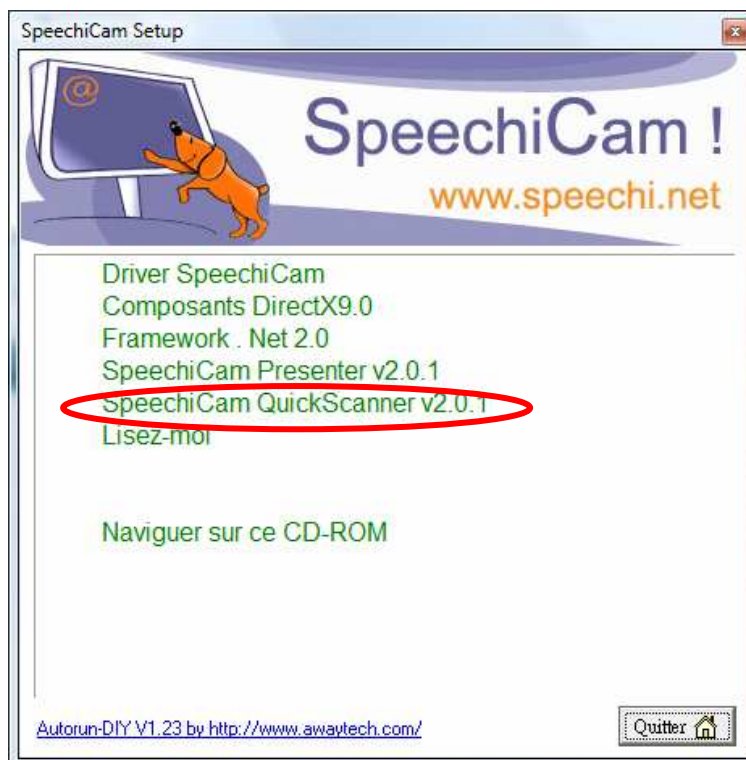 SpeechiCam Setup
@
SpeechiCam !
www.speechi.net
Driver SpeechiCam
Composants DirectX9.0
Framework . Net 2.0
SpeechiCam Presenter v2.0.1
SpeechiCam QuickScanner v2.0.1
Lisez-moi
Naviguer sur ce CD-ROM
Autorun-DIY V1.23 by http://www.awaytech.com/
Quitter